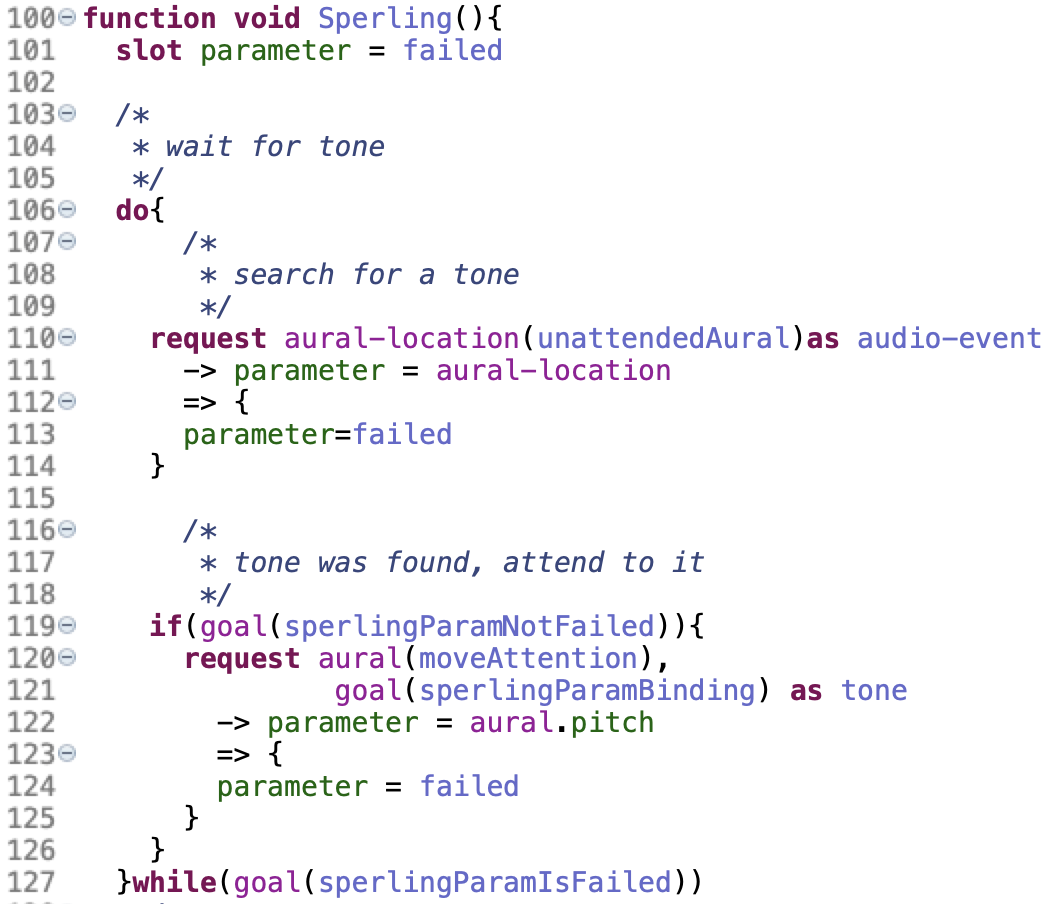 100 function void Sperling(){
101 slot parameter = failed
102
103 /*
104 * wait for tone
105 */
106 do{
107 /*
108 * search for a tone
109 */
110 request aural-location(unattendedAural)as audio-event
111 -> parameter = aural-location
112 => {
113 parameter=failed
114 }
115
116 /*
117 * tone was found, attend to it
118 */
119 if(goal(sperlingParamNotFailed)){
120 request aural(moveAttention),
121 goal(sperlingParamBinding) as tone
122 -> parameter = aural.pitch
123 => {
124 parameter = failed
125 }
126 }
127 }while(goal(sperlingParamIsFailed))